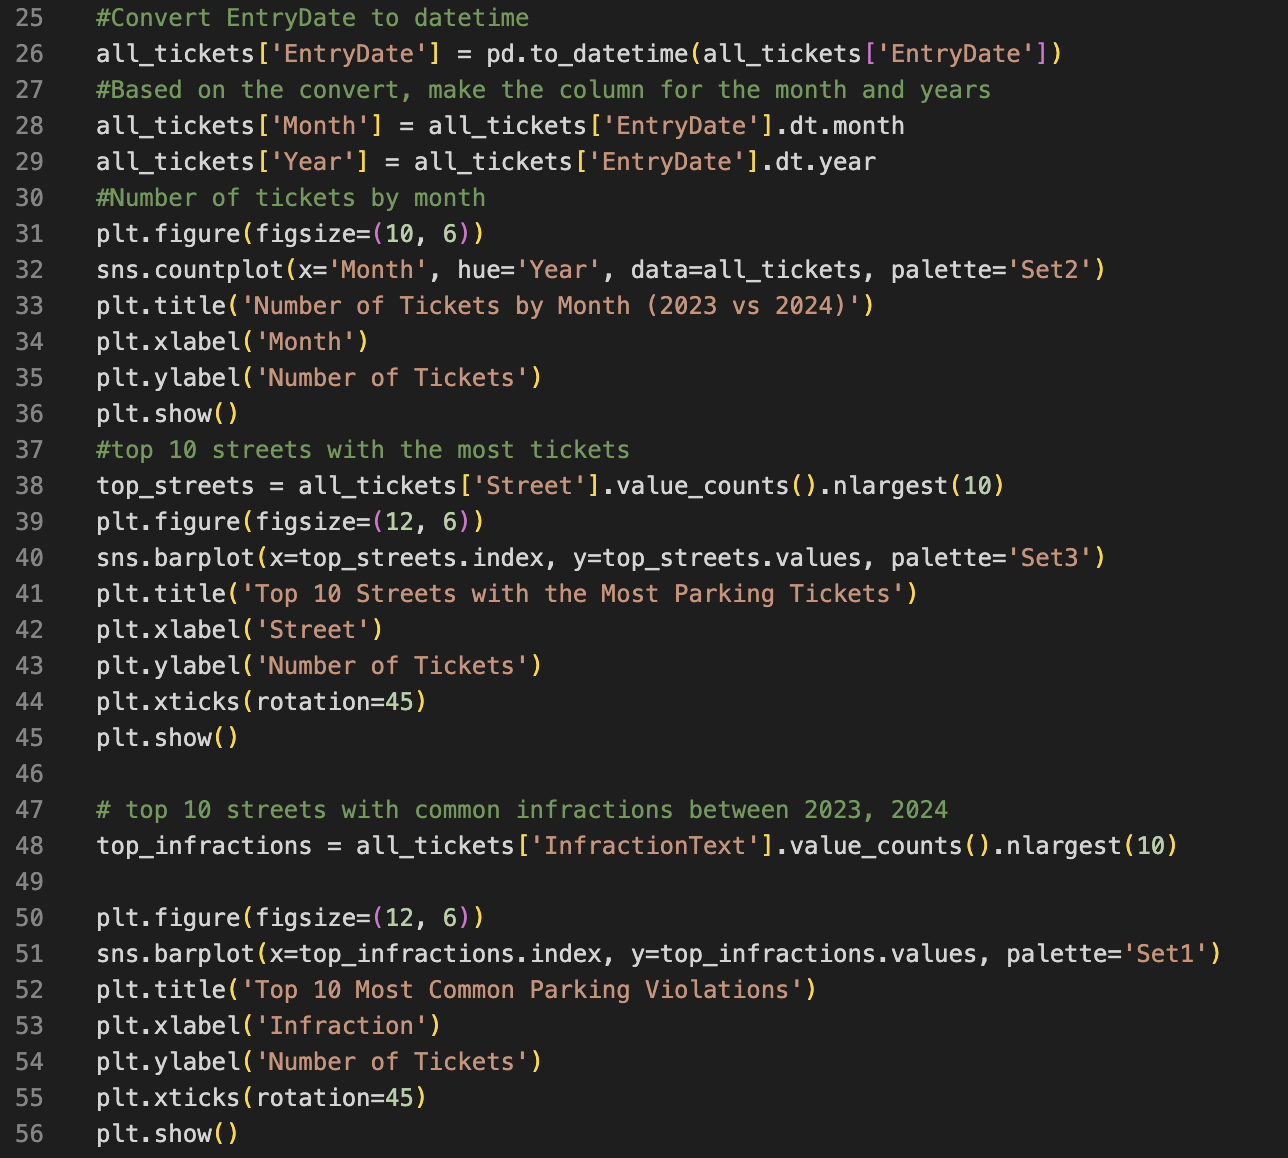 25 #Convert EntryDate to datetime
26 all_tickets['EntryDate'] = pd.to_datetime(all_tickets['EntryDate'])
27 #Based on the convert, make the column for the month and years
28 all_tickets['Month'] = all_tickets['EntryDate'].dt.month
29 all_tickets['Year'] = all_tickets['EntryDate'].dt.year
30 #Number of tickets by month
31 plt.figure(figsize=(10, 6))
32 sns.countplot(x='Month', hue='Year', data=all_tickets, palette='Set2')
33 plt.title('Number of Tickets by Month (2023 vs 2024)')
34 plt.xlabel('Month')
35 plt.ylabel('Number of Tickets')
36 plt.show()
37 #top 10 streets with the most tickets
38 top_streets = all_tickets['Street'].value_counts().nlargest(10)
39 plt.figure(figsize=(12, 6))
40 sns.barplot(x=top_streets.index, y=top_streets.values, palette='Set3')
41 plt.title('Top 10 Streets with the Most Parking Tickets')
42 plt.xlabel('Street')
43 plt.ylabel('Number of Tickets')
44 plt.xticks(rotation=45)
45 plt.show()
46
47 # top 10 streets with common infractions between 2023, 2024
48 top_infractions = all_tickets['InfractionText'].value_counts().nlargest(10)
49
50 plt.figure(figsize=(12, 6))
51 sns.barplot(x=top_infractions.index, y=top_infractions.values, palette='Set1')
52 plt.title('Top 10 Most Common Parking Violations')
53 plt.xlabel('Infraction')
54 plt.ylabel('Number of Tickets')
55 plt.xticks(rotation=45)
56 plt.show()